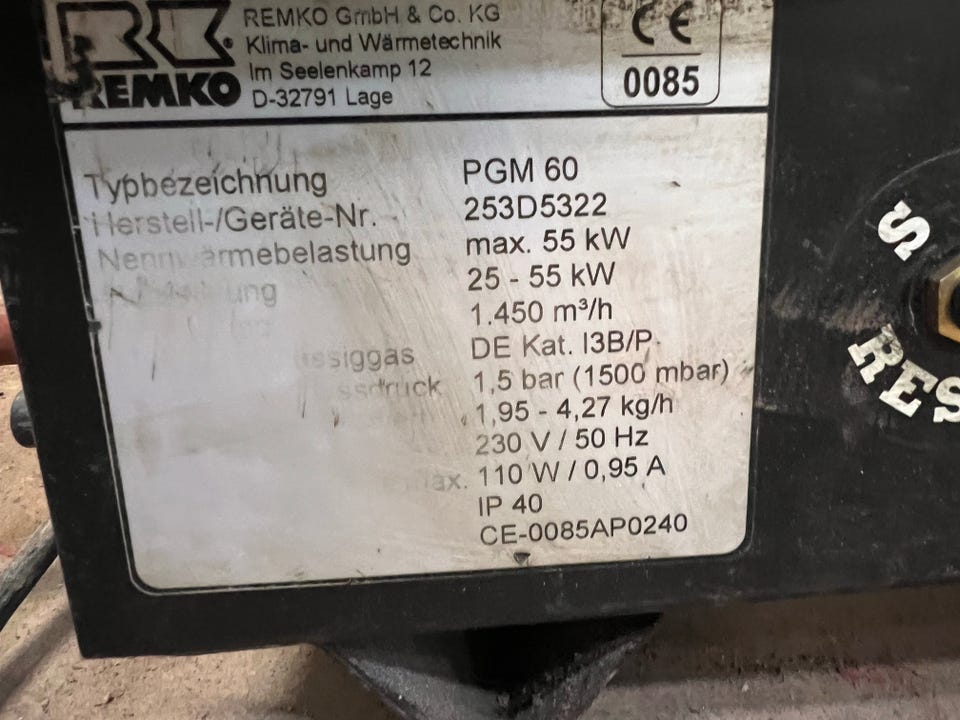 REMKO
REMKO GmbH & Co. KG
Klima- und Wärmetechnik
Im Seelenkamp 12
D-32791 Lage
CE
0085
Typbezeichnung PGM 60
Herstell-/Geräte-Nr. 253D5322
Nennwärmebelastung max. 55 kW
25 - 55 kW
1.450 m³/h
DE Kat. I3B/P
1,5 bar (1500 mbar)
1,95 - 4,27 kg/h
230 V / 50 Hz
max. 110 W / 0,95 A
IP 40
CE-0085AP0240
S
RES